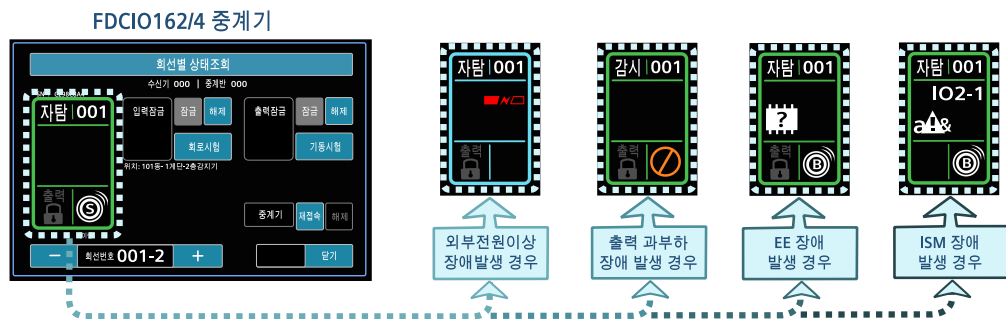 FDCIO162/4 중계기
회선별 상태조회
수신기 000 | 중계반 000
자탐 001
입력잠금 잠금 해제 출력잠금 잠금 해제
회로시험 기동시험
위치: 101동-1계단-2층감지기
출력
S
중계기 재접속 해제
− 회선번호 001-2 + 닫기
자탐 001
출력
외부전원이상
장애발생 경우
감시 001
출력
출력 과부하
장애 발생 경우
자탐 001
?
출력
B
EE 장애
발생 경우
자탐 001
IO2-1
aA&
B
ISM 장애
발생 경우